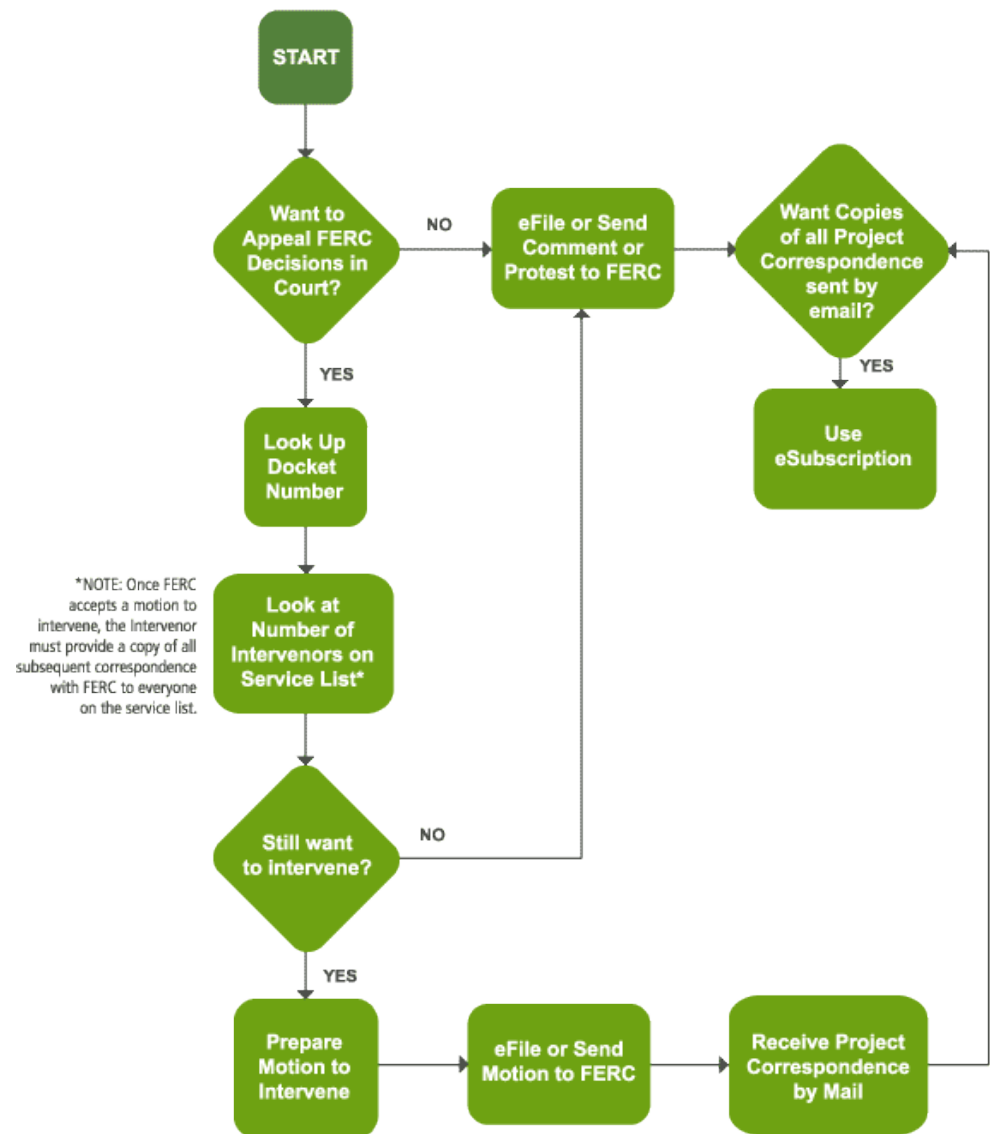 START
Want to
Appeal FERC
Decisions in
Court?
NO
eFile or Send
Comment or
Protest to FERC
Want Copies
of all Project
Correspondence
sent by
email?
YES
YES
Use
eSubscription
Look Up
Docket
Number
*NOTE: Once FERC
accepts a motion to
intervene, the Intervenor
must provide a copy of all
subsequent correspondence
with FERC to everyone
on the service list.
Look at
Number of
Intervenors on
Service List*
Still want
to intervene?
NO
YES
Prepare
Motion to
Intervene
eFile or Send
Motion to FERC
Receive Project
Correspondence
by Mail